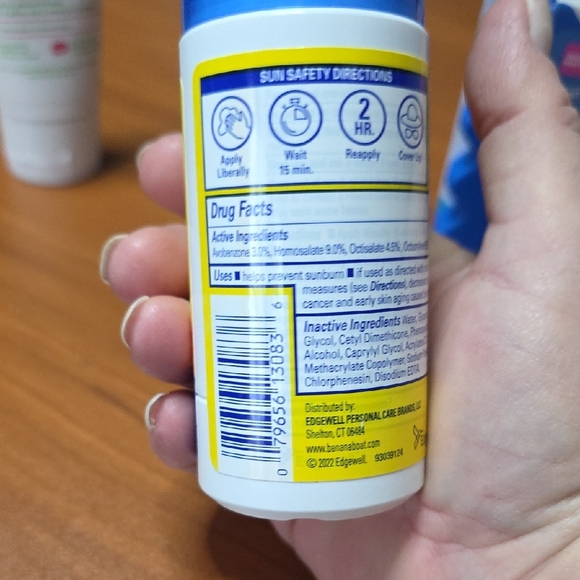 SUN SAFETY DIRECTIONS
2
HR.
Apply
Liberally
Wait
15 min.
Reapply
Cover Up!
Drug Facts
Active Ingredients
Avobenzone 3.0%, Homosalate 9.0%, Octisalate 4.5%,
Uses ■ helps prevent sunburn ■ if used as directed with
measures (see Directions),
cancer and early skin aging
Inactive Ingredients Water,
Glycol, Cetyl Dimethicone,
Alcohol, Caprylyl Glycol,
Methacrylate Copolymer, Sodium
Chlorphenesin, Disodium EDTA.
0 79656 13083 6
Distributed by:
EDGEWELL PERSONAL CARE BRANDS, LLC
Shelton, CT 06484
www.bananaboat.com
© 2022 Edgewell. 93039124